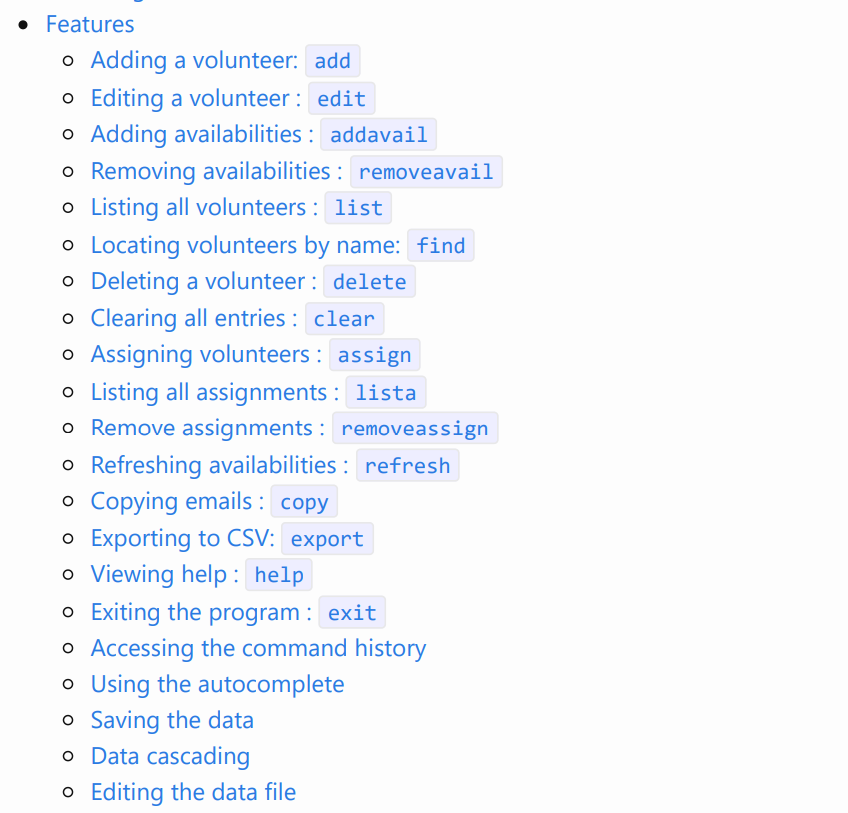 Features
Adding a volunteer: add
Editing a volunteer : edit
Adding availabilities : addavail
Removing availabilities : removeavail
Listing all volunteers : list
Locating volunteers by name: find
Deleting a volunteer : delete
Clearing all entries : clear
Assigning volunteers : assign
Listing all assignments : lista
Remove assignments : removeassign
Refreshing availabilities : refresh
Copying emails : copy
Exporting to CSV: export
Viewing help : help
Exiting the program : exit
Accessing the command history
Using the autocomplete
Saving the data
Data cascading
Editing the data file